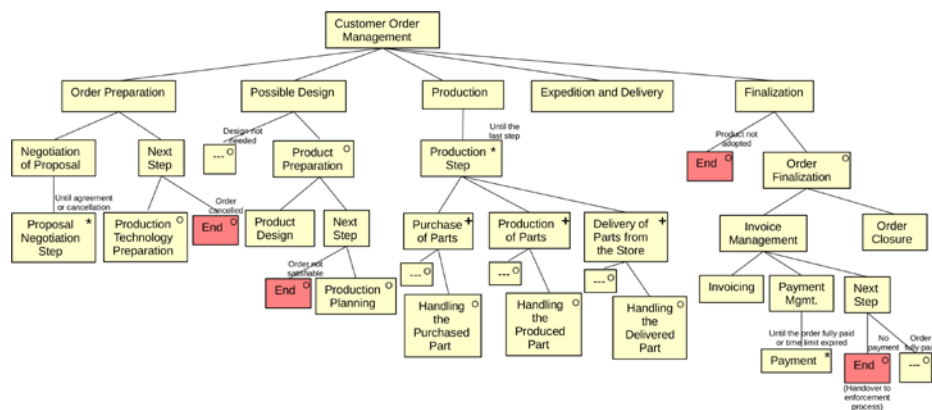 Customer Order
Management
Order Preparation
Possible Design
Production
Expedition and Delivery
Finalization
Negotiation
of Proposal
Next
Step
Design not
needed
--- O
Product O
Preparation
Until the
last step
Production *
Step
Product not
adopted
End O
Order O
Finalization
Until agreement
or cancellation
Proposal *
Negotiation
Step
Production O
Technology
Preparation
Order
cancelled
End O
Product
Design
Next
Step
Order not
satisfiable
End O
Production O
Planning
Purchase +
of Parts
Production +
of Parts
Delivery of +
Parts from
the Store
--- O
--- O
--- O
Handling O
the
Purchased
Part
Handling O
the
Produced
Part
Handling O
the
Delivered
Part
Invoice
Management
Order
Closure
Invoicing
Payment
Mgmt.
Next
Step
Until the order fully paid
or time limit expired
Payment *
No
payment
End O
(Handover to
enforcement
process)
Order
fully pai
--- O